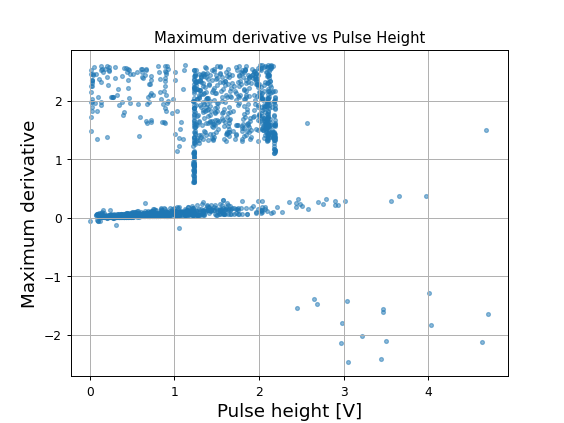 Maximum derivative vs Pulse Height
Maximum derivative
2
1
0
−1
−2
0 1 2 3 4
Pulse height [V]